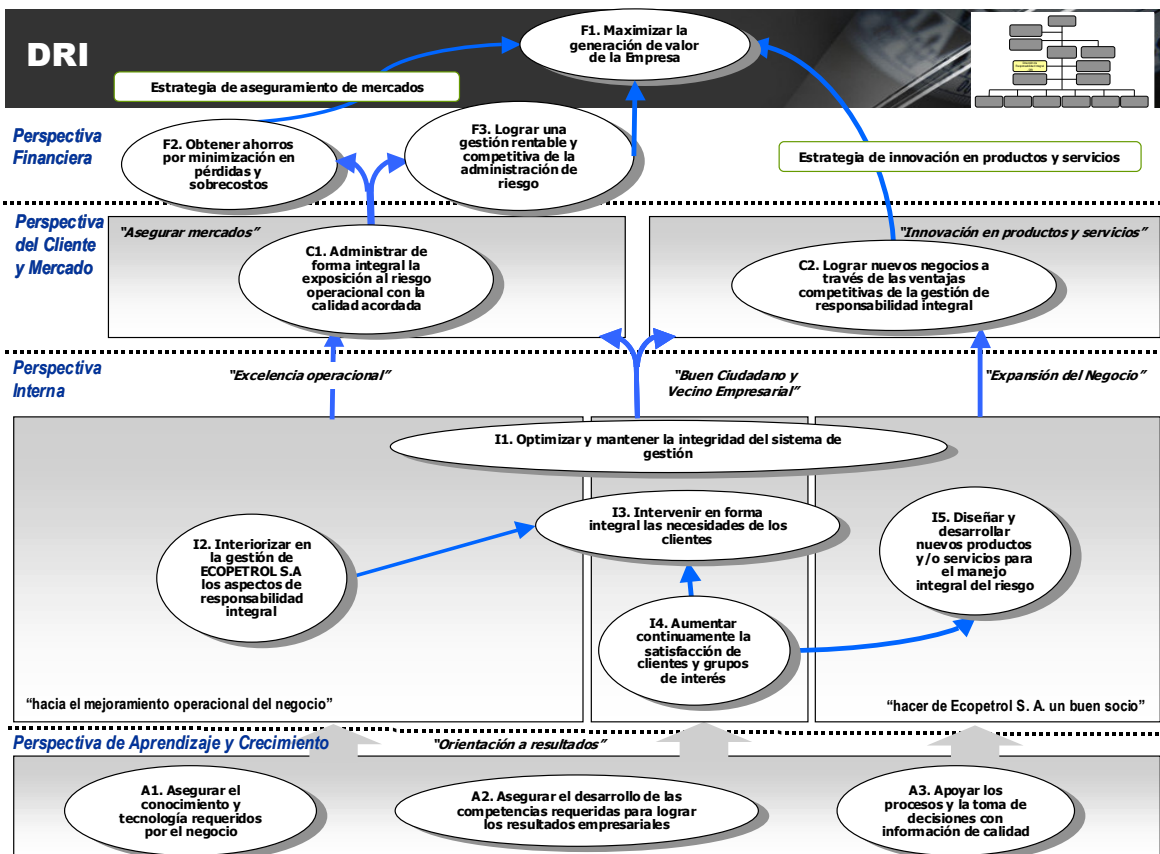 DRI
F1. Maximizar la
generación de valor
de la Empresa
Estrategia de aseguramiento de mercados
Perspectiva
Financiera
F2. Obtener ahorros
por minimización en
pérdidas y
sobrecostos
F3. Lograr una
gestión rentable y
competitiva de la
administración de
riesgo
Estrategia de innovación en productos y servicios
Perspectiva
del Cliente
y Mercado
"Asegurar mercados"
C1. Administrar de
forma integral la
exposición al riesgo
operacional con la
calidad acordada
"Innovación en productos y servicios"
C2. Lograr nuevos negocios a
través de las ventajas
competitivas de la gestión de
responsabilidad integral
Perspectiva
Interna
"Excelencia operacional"
"Buen Ciudadano y
Vecino Empresarial"
"Expansión del Negocio"
I1. Optimizar y mantener la integridad del sistema de
gestión
I2. Interiorizar en
la gestión de
ECOPETROL S.A
los aspectos de
responsabilidad
integral
I3. Intervenir en forma
integral las necesidades de los
clientes
I5. Diseñar y
desarrollar
nuevos productos
y/o servicios para
el manejo
integral del riesgo
I4. Aumentar
continuamente la
satisfacción de
clientes y grupos
de interés
"hacia el mejoramiento operacional del negocio"
"hacer de Ecopetrol S. A. un buen socio"
Perspectiva de Aprendizaje y Crecimiento
"Orientación a resultados"
A1. Asegurar el
conocimiento y
tecnología requeridos
por el negocio
A2. Asegurar el desarrollo de las
competencias requeridas para lograr
los resultados empresariales
A3. Apoyar los
procesos y la toma de
decisiones con
información de calidad